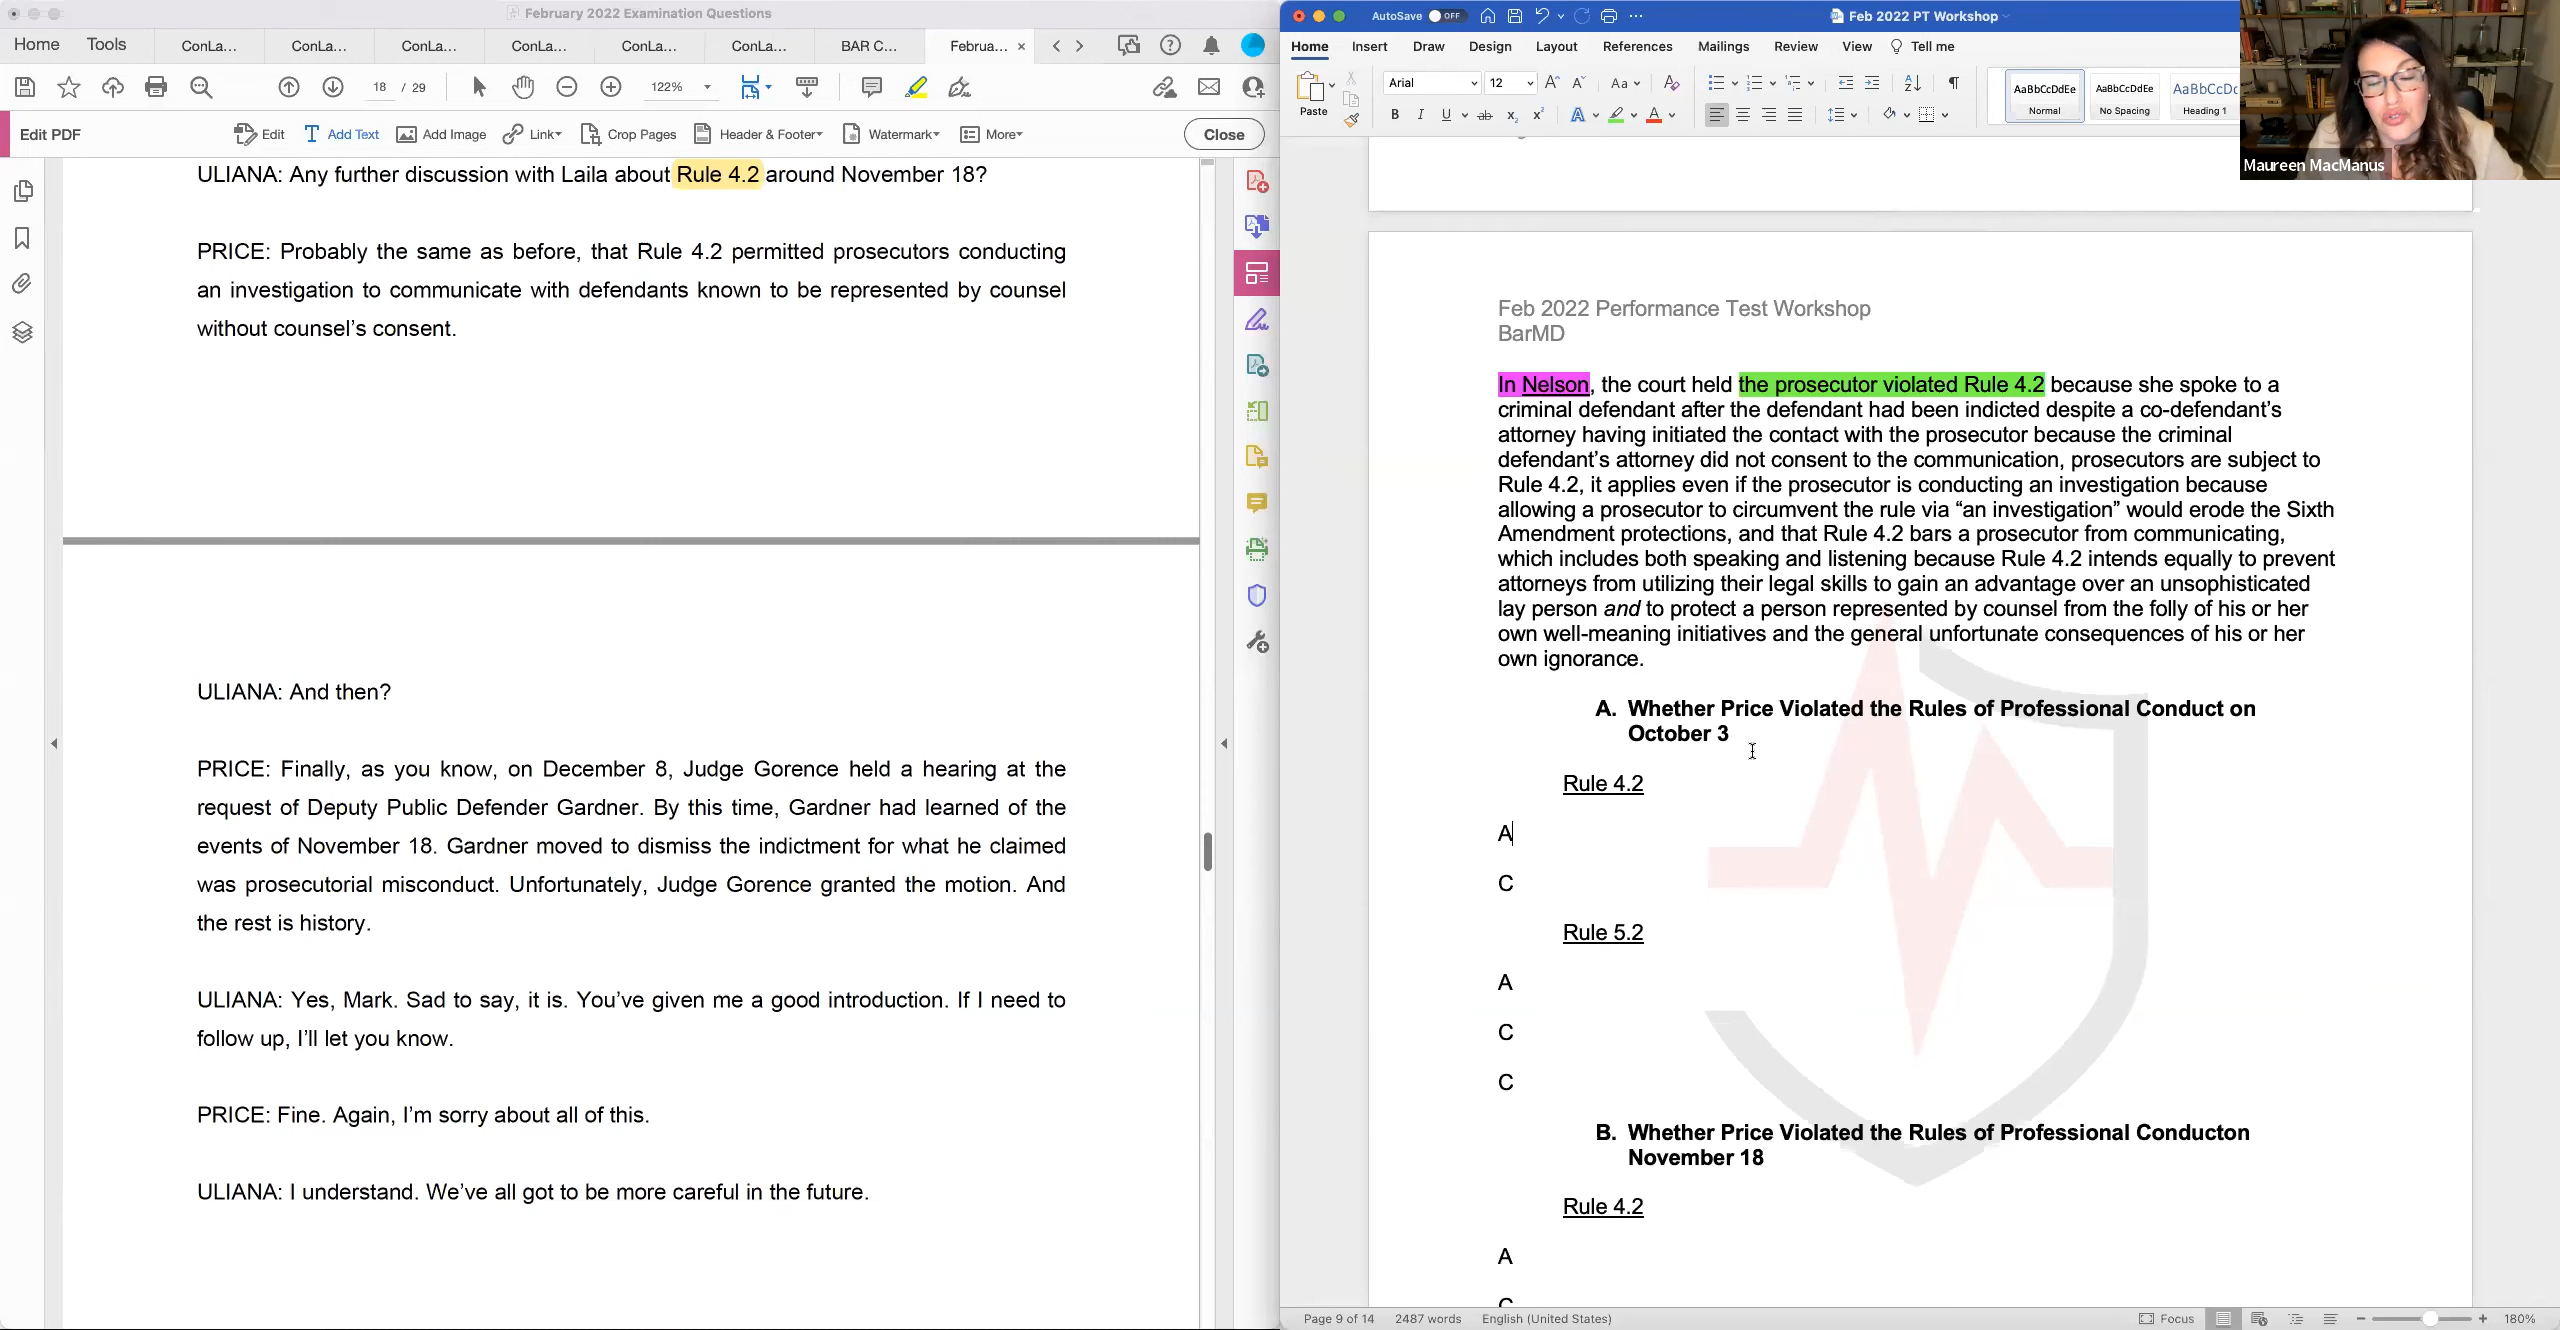 February 2022 Examination Questions
Home Tools ConLa... ConLa... ConLa... ConLa... ConLa... ConLa... BAR C... Februa... ×
18 / 29 122%
Edit PDF Edit Add Text Add Image Link Crop Pages Header & Footer Watermark More Close
ULIANA: Any further discussion with Laila about Rule 4.2 around November 18?
PRICE: Probably the same as before, that Rule 4.2 permitted prosecutors conducting
an investigation to communicate with defendants known to be represented by counsel
without counsel's consent.
ULIANA: And then?
PRICE: Finally, as you know, on December 8, Judge Gorence held a hearing at the
request of Deputy Public Defender Gardner. By this time, Gardner had learned of the
events of November 18. Gardner moved to dismiss the indictment for what he claimed
was prosecutorial misconduct. Unfortunately, Judge Gorence granted the motion. And
the rest is history.
ULIANA: Yes, Mark. Sad to say, it is. You've given me a good introduction. If I need to
follow up, I'll let you know.
PRICE: Fine. Again, I'm sorry about all of this.
ULIANA: I understand. We've all got to be more careful in the future.
AutoSave OFF Feb 2022 PT Workshop
Home Insert Draw Design Layout References Mailings Review View Tell me
Paste Arial 12 Aa
B I U ab x₂ x² A A
AaBbCcDdEe AaBbCcDdEe AaBbCcDc
Normal No Spacing Heading 1
Maureen MacManus
Feb 2022 Performance Test Workshop
BarMD
In Nelson, the court held the prosecutor violated Rule 4.2 because she spoke to a
criminal defendant after the defendant had been indicted despite a co-defendant's
attorney having initiated the contact with the prosecutor because the criminal
defendant's attorney did not consent to the communication, prosecutors are subject to
Rule 4.2, it applies even if the prosecutor is conducting an investigation because
allowing a prosecutor to circumvent the rule via “an investigation” would erode the Sixth
Amendment protections, and that Rule 4.2 bars a prosecutor from communicating,
which includes both speaking and listening because Rule 4.2 intends equally to prevent
attorneys from utilizing their legal skills to gain an advantage over an unsophisticated
lay person and to protect a person represented by counsel from the folly of his or her
own well-meaning initiatives and the general unfortunate consequences of his or her
own ignorance.
A. Whether Price Violated the Rules of Professional Conduct on
October 3
Rule 4.2
A
C
Rule 5.2
A
C
C
B. Whether Price Violated the Rules of Professional Conducton
November 18
Rule 4.2
A
C
Page 9 of 14 2487 words English (United States) Focus 180%